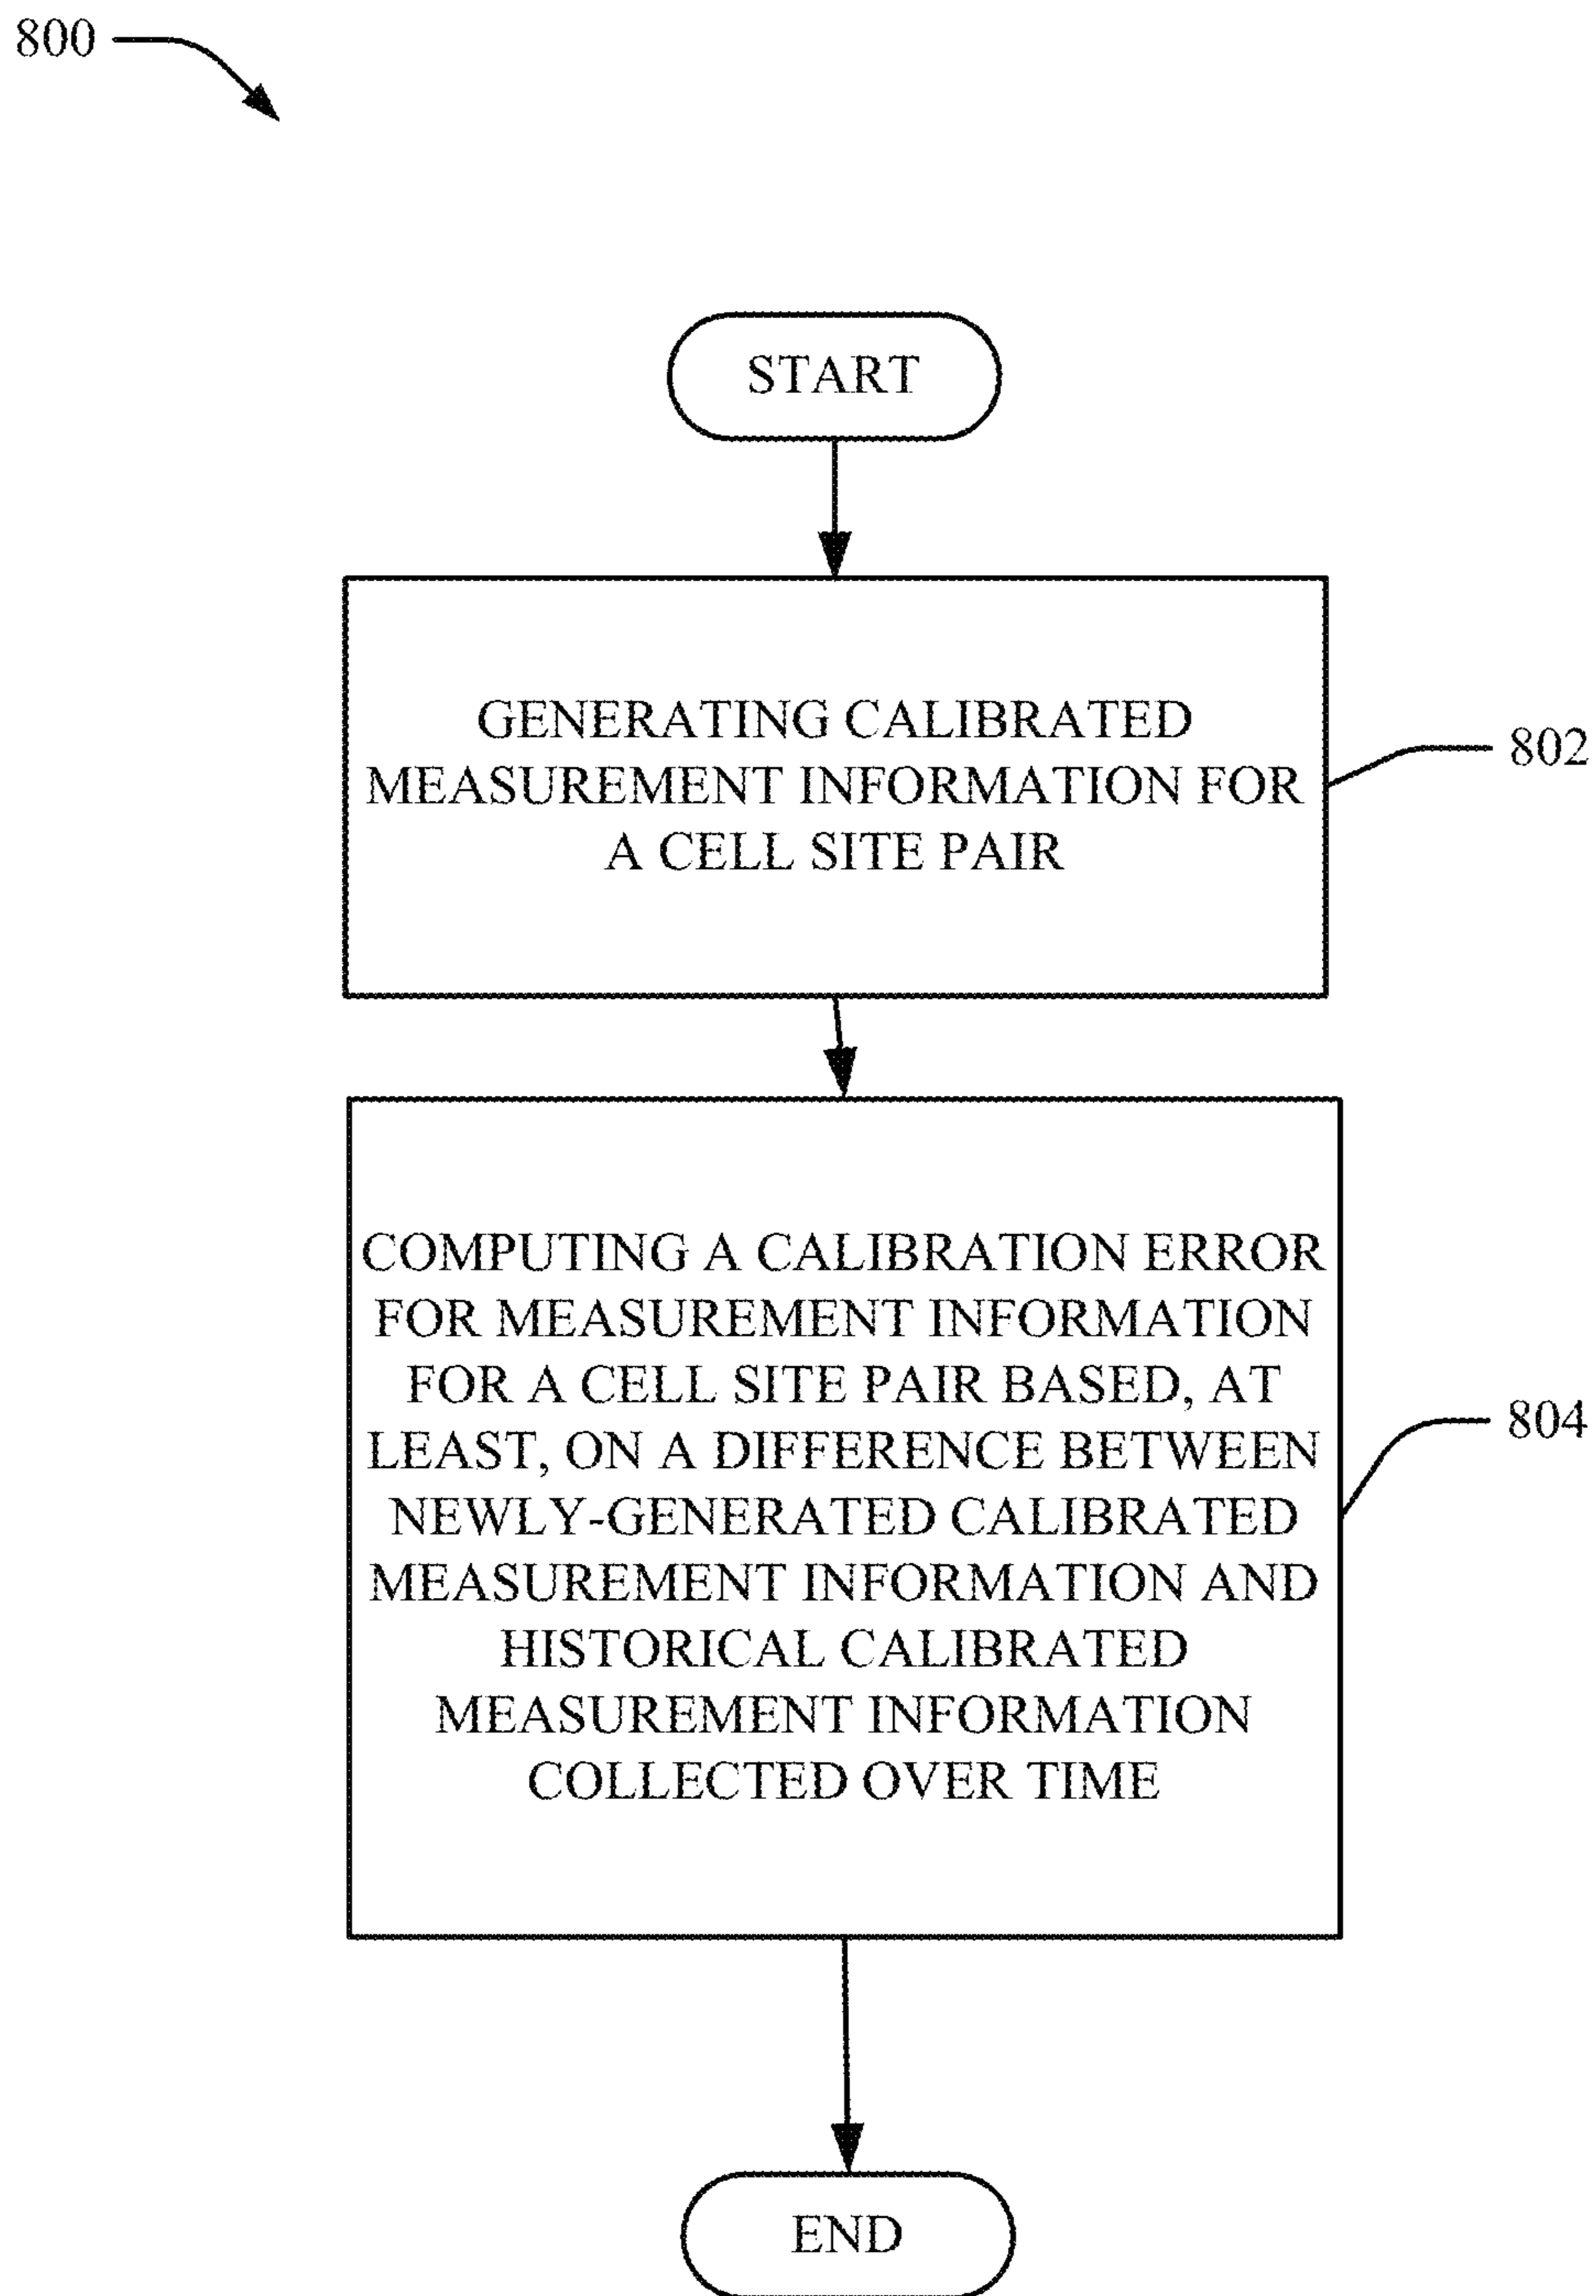 800
START
GENERATING CALIBRATED
MEASUREMENT INFORMATION FOR
A CELL SITE PAIR
802
COMPUTING A CALIBRATION ERROR
FOR MEASUREMENT INFORMATION
FOR A CELL SITE PAIR BASED, AT
LEAST, ON A DIFFERENCE BETWEEN
NEWLY-GENERATED CALIBRATED
MEASUREMENT INFORMATION AND
HISTORICAL CALIBRATED
MEASUREMENT INFORMATION
COLLECTED OVER TIME
804
END